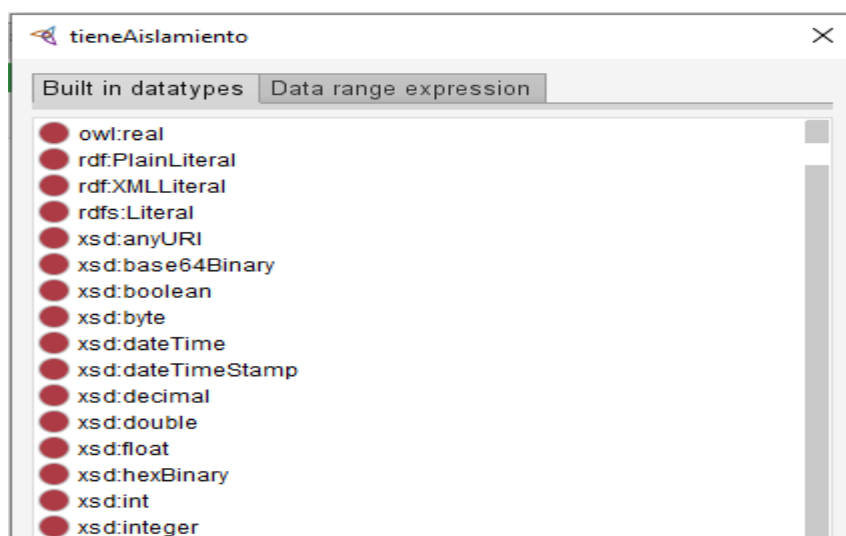 tieneAislamiento
Built in datatypes Data range expression
owl:real
rdf:PlainLiteral
rdf:XMLLiteral
rdfs:Literal
xsd:anyURI
xsd:base64Binary
xsd:boolean
xsd:byte
xsd:dateTime
xsd:dateTimeStamp
xsd:decimal
xsd:double
xsd:float
xsd:hexBinary
xsd:int
xsd:integer